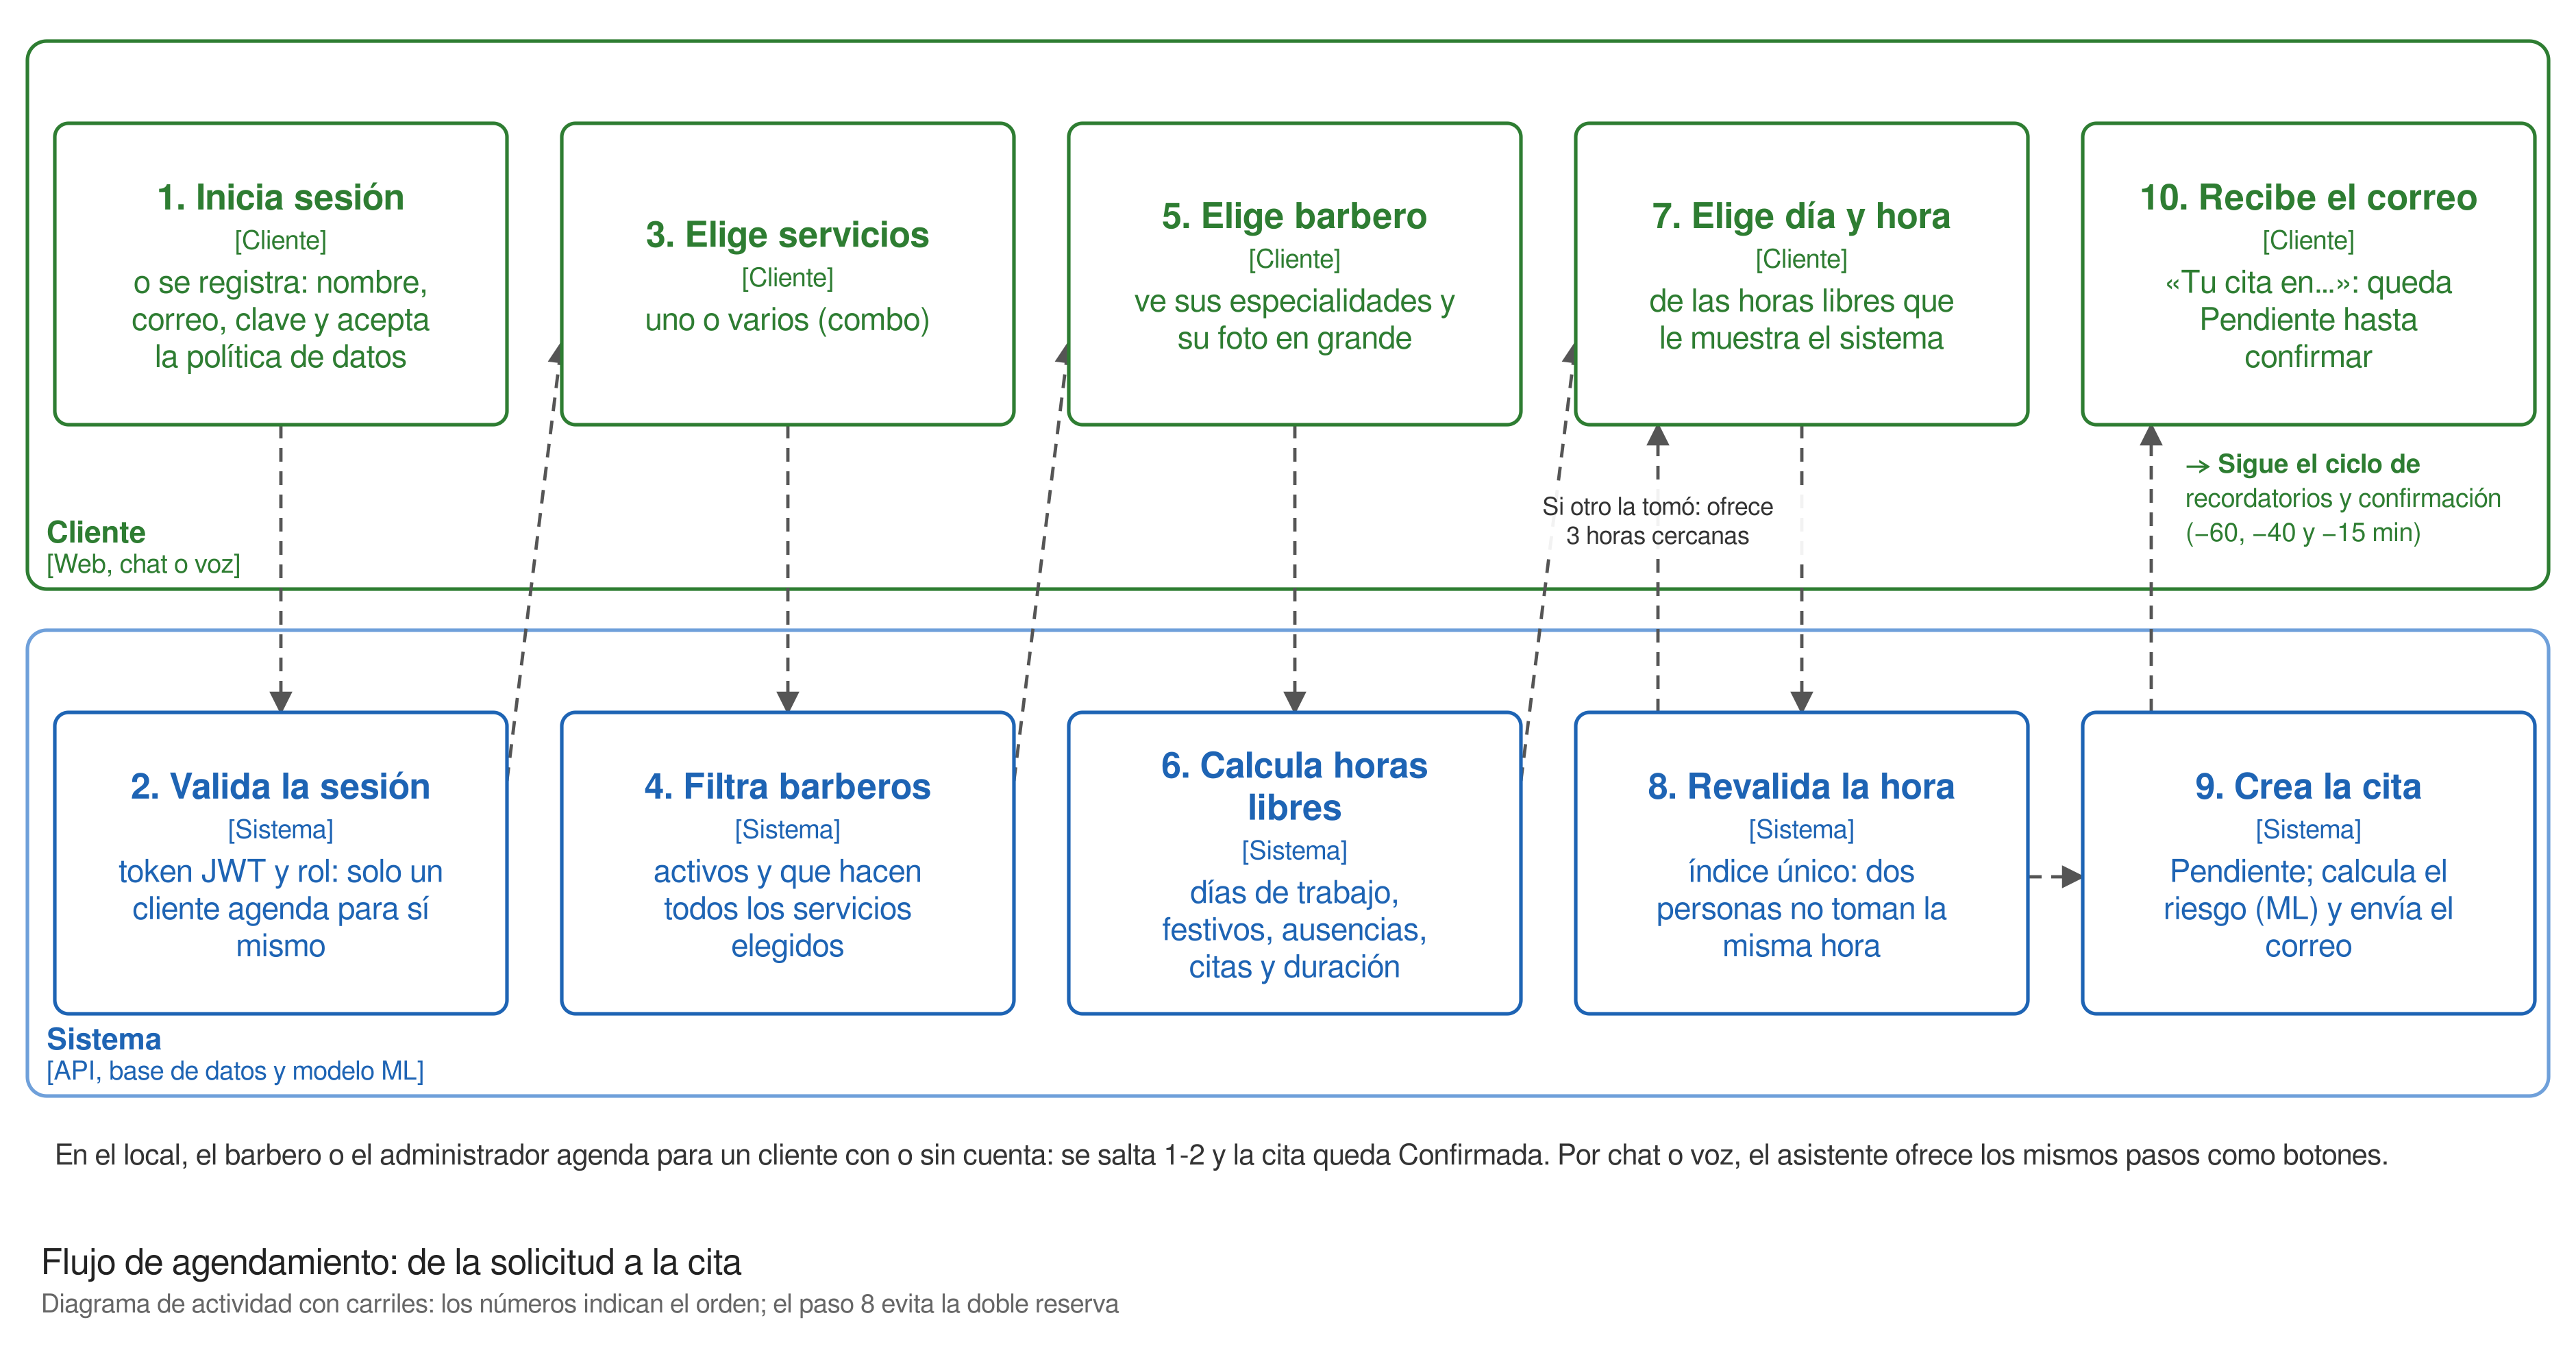 1. Inicia sesión
[Cliente]
o se registra: nombre,
correo, clave y acepta
la política de datos
3. Elige servicios
[Cliente]
uno o varios (combo)
5. Elige barbero
[Cliente]
ve sus especialidades y
su foto en grande
7. Elige día y hora
[Cliente]
de las horas libres que
le muestra el sistema
10. Recibe el correo
[Cliente]
«Tu cita en...»: queda
Pendiente hasta
confirmar
Si otro la tomó: ofrece
3 horas cercanas
→ Sigue el ciclo de
recordatorios y confirmación
(−60, −40 y −15 min)
Cliente
[Web, chat o voz]
2. Valida la sesión
[Sistema]
token JWT y rol: solo un
cliente agenda para sí
mismo
4. Filtra barberos
[Sistema]
activos y que hacen
todos los servicios
elegidos
6. Calcula horas
libres
[Sistema]
días de trabajo,
festivos, ausencias,
citas y duración
8. Revalida la hora
[Sistema]
índice único: dos
personas no toman la
misma hora
9. Crea la cita
[Sistema]
Pendiente; calcula el
riesgo (ML) y envía el
correo
Sistema
[API, base de datos y modelo ML]
En el local, el barbero o el administrador agenda para un cliente con o sin cuenta: se salta 1-2 y la cita queda Confirmada. Por chat o voz, el asistente ofrece los mismos pasos como botones.
Flujo de agendamiento: de la solicitud a la cita
Diagrama de actividad con carriles: los números indican el orden; el paso 8 evita la doble reserva